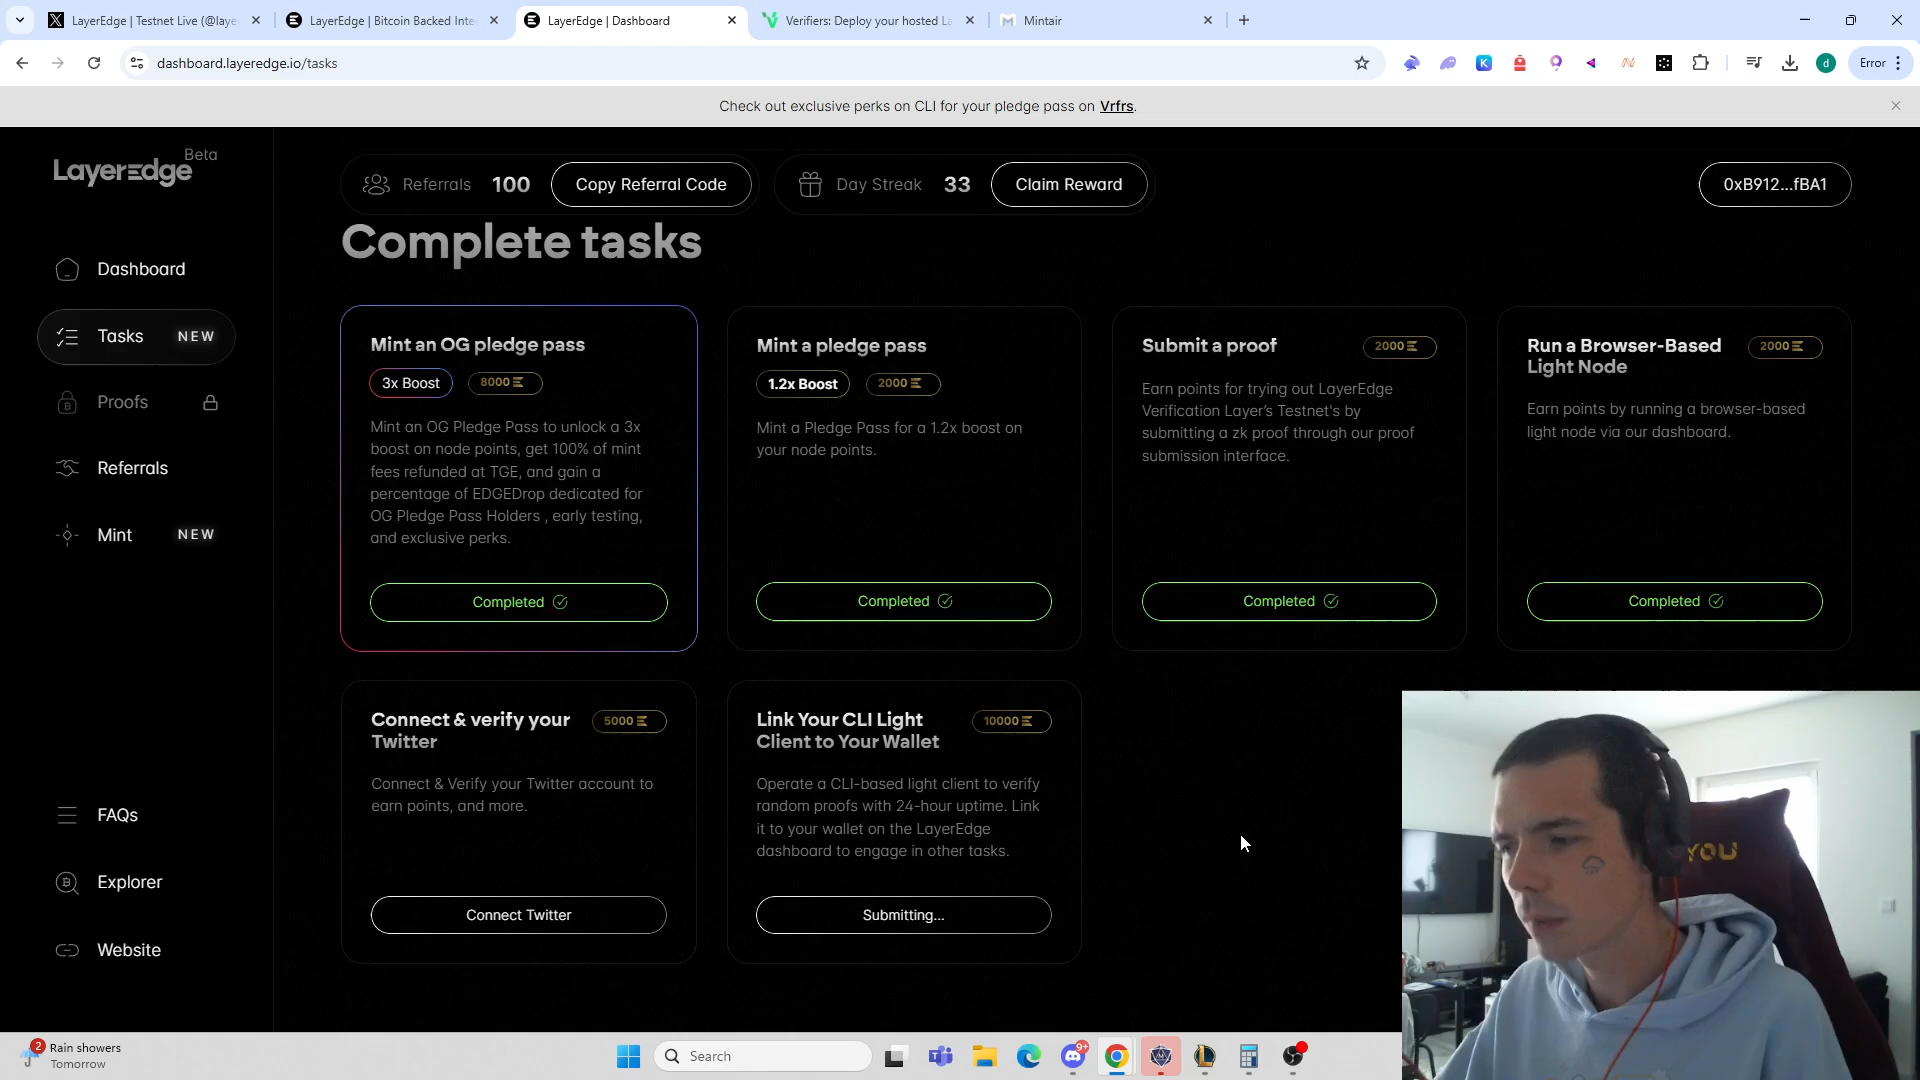 LayerEdge | Testnet Live (@laye
LayerEdge | Bitcoin Backed Inte
LayerEdge | Dashboard
Verifiers: Deploy your hosted La
Mintair
dashboard.layeredge.io/tasks
K
d
Error
Check out exclusive perks on CLI for your pledge pass on Vrfrs.
LayerEdge
Beta
Referrals 100 Copy Referral Code
Day Streak 33 Claim Reward
0xB912...fBA1
Dashboard
Tasks NEW
Proofs
Referrals
Mint NEW
FAQs
Explorer
Website
Complete tasks
Mint an OG pledge pass
3x Boost 8000
Mint an OG Pledge Pass to unlock a 3x
boost on node points, get 100% of mint
fees refunded at TGE, and gain a
percentage of EDGEDrop dedicated for
OG Pledge Pass Holders , early testing,
and exclusive perks.
Completed
Mint a pledge pass
1.2x Boost 2000
Mint a Pledge Pass for a 1.2x boost on
your node points.
Completed
Submit a proof 2000
Earn points for trying out LayerEdge
Verification Layer's Testnet's by
submitting a zk proof through our proof
submission interface.
Completed
Run a Browser-Based
Light Node
2000
Earn points by running a browser-based
light node via our dashboard.
Completed
Connect & verify your
Twitter
5000
Connect & Verify your Twitter account to
earn points, and more.
Connect Twitter
Link Your CLI Light
Client to Your Wallet
10000
Operate a CLI-based light client to verify
random proofs with 24-hour uptime. Link
it to your wallet on the LayerEdge
dashboard to engage in other tasks.
Submitting...
YOU
2
Rain showers
Tomorrow
Search
9+